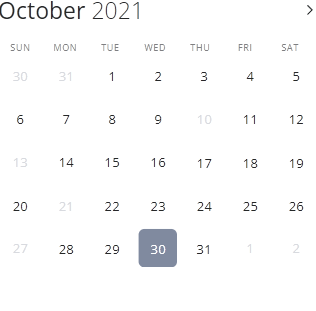 October 2021
SUN MON TUE WED THU FRI SAT
30 31 1 2 3 4 5
6 7 8 9 10 11 12
13 14 15 16 17 18 19
20 21 22 23 24 25 26
27 28 29 30 31 1 2